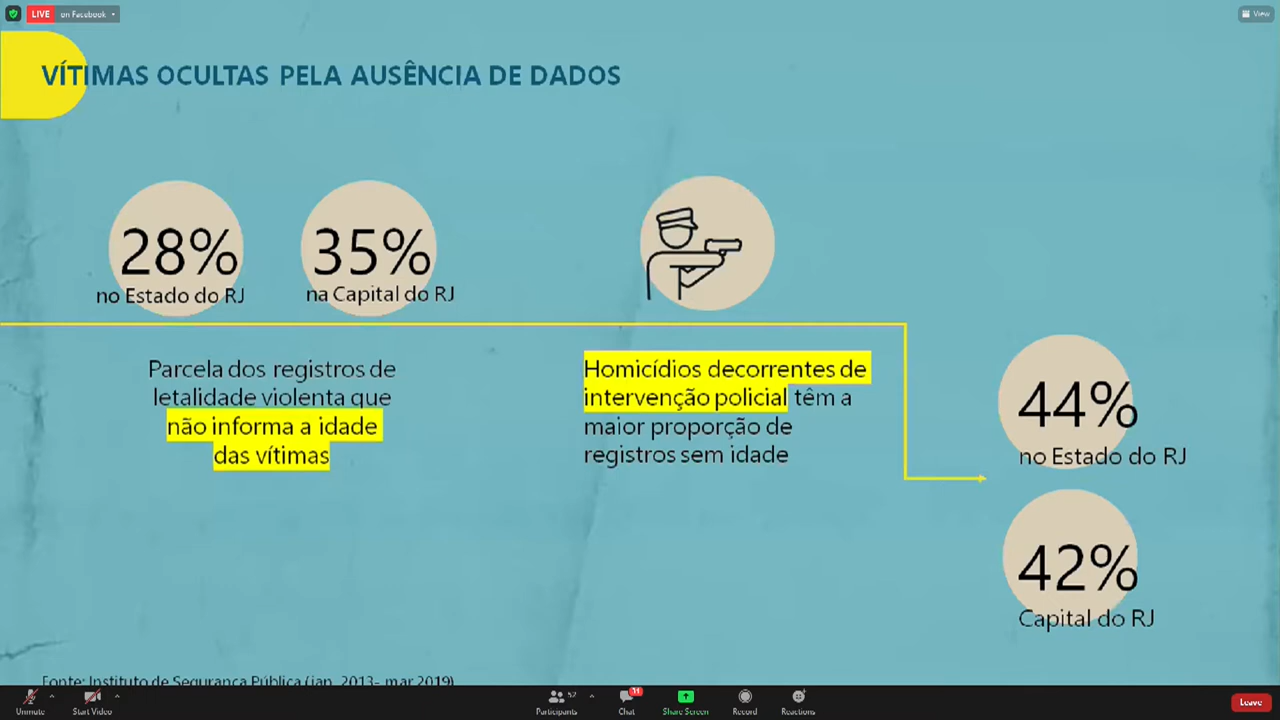 LIVE on Facebook
View
VÍTIMAS OCULTAS PELA AUSÊNCIA DE DADOS
28%
no Estado do RJ
35%
na Capital do RJ
Parcela dos registros de
letalidade violenta que
não informa a idade
das vítimas
Homicídios decorrentes de
intervenção policial têm a
maior proporção de
registros sem idade
44%
no Estado do RJ
42%
Capital do RJ
Fonte: Instituto de Segurança Pública (jan. 2013- mar 2019)
Unmute
Start Video
52
Participants
31
Chat
Share Screen
Record
Reactions
Leave